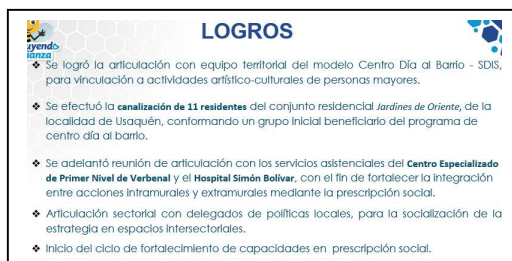 LOGROS
uyendo
ianza
❖ Se logró la articulación con equipo territorial del modelo Centro Día al Barrio - SDIS,
para vinculación a actividades artístico-culturales de personas mayores.
❖ Se efectuó la canalización de 11 residentes del conjunto residencial Jardines de Oriente, de la
localidad de Usaquén, conformando un grupo inicial beneficiario del programa de
centro día al barrio.
❖ Se adelantó reunión de articulación con los servicios asistenciales del Centro Especializado
de Primer Nivel de Verbenal y el Hospital Simón Bolívar, con el fin de fortalecer la integración
entre acciones intramurales y extramurales mediante la prescripción social.
❖ Articulación sectorial con delegados de políticas locales, para la socialización de la
estrategia en espacios intersectoriales.
❖ Inicio del ciclo de fortalecimiento de capacidades en prescripción social.